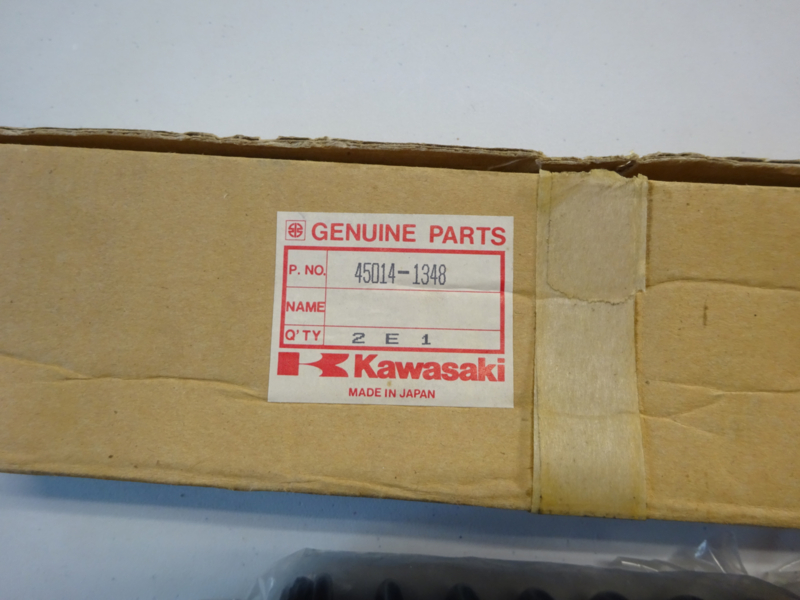 GENUINE PARTS
P. NO. 45014-1348
NAME
Q'TY 2 E 1
Kawasaki
MADE IN JAPAN